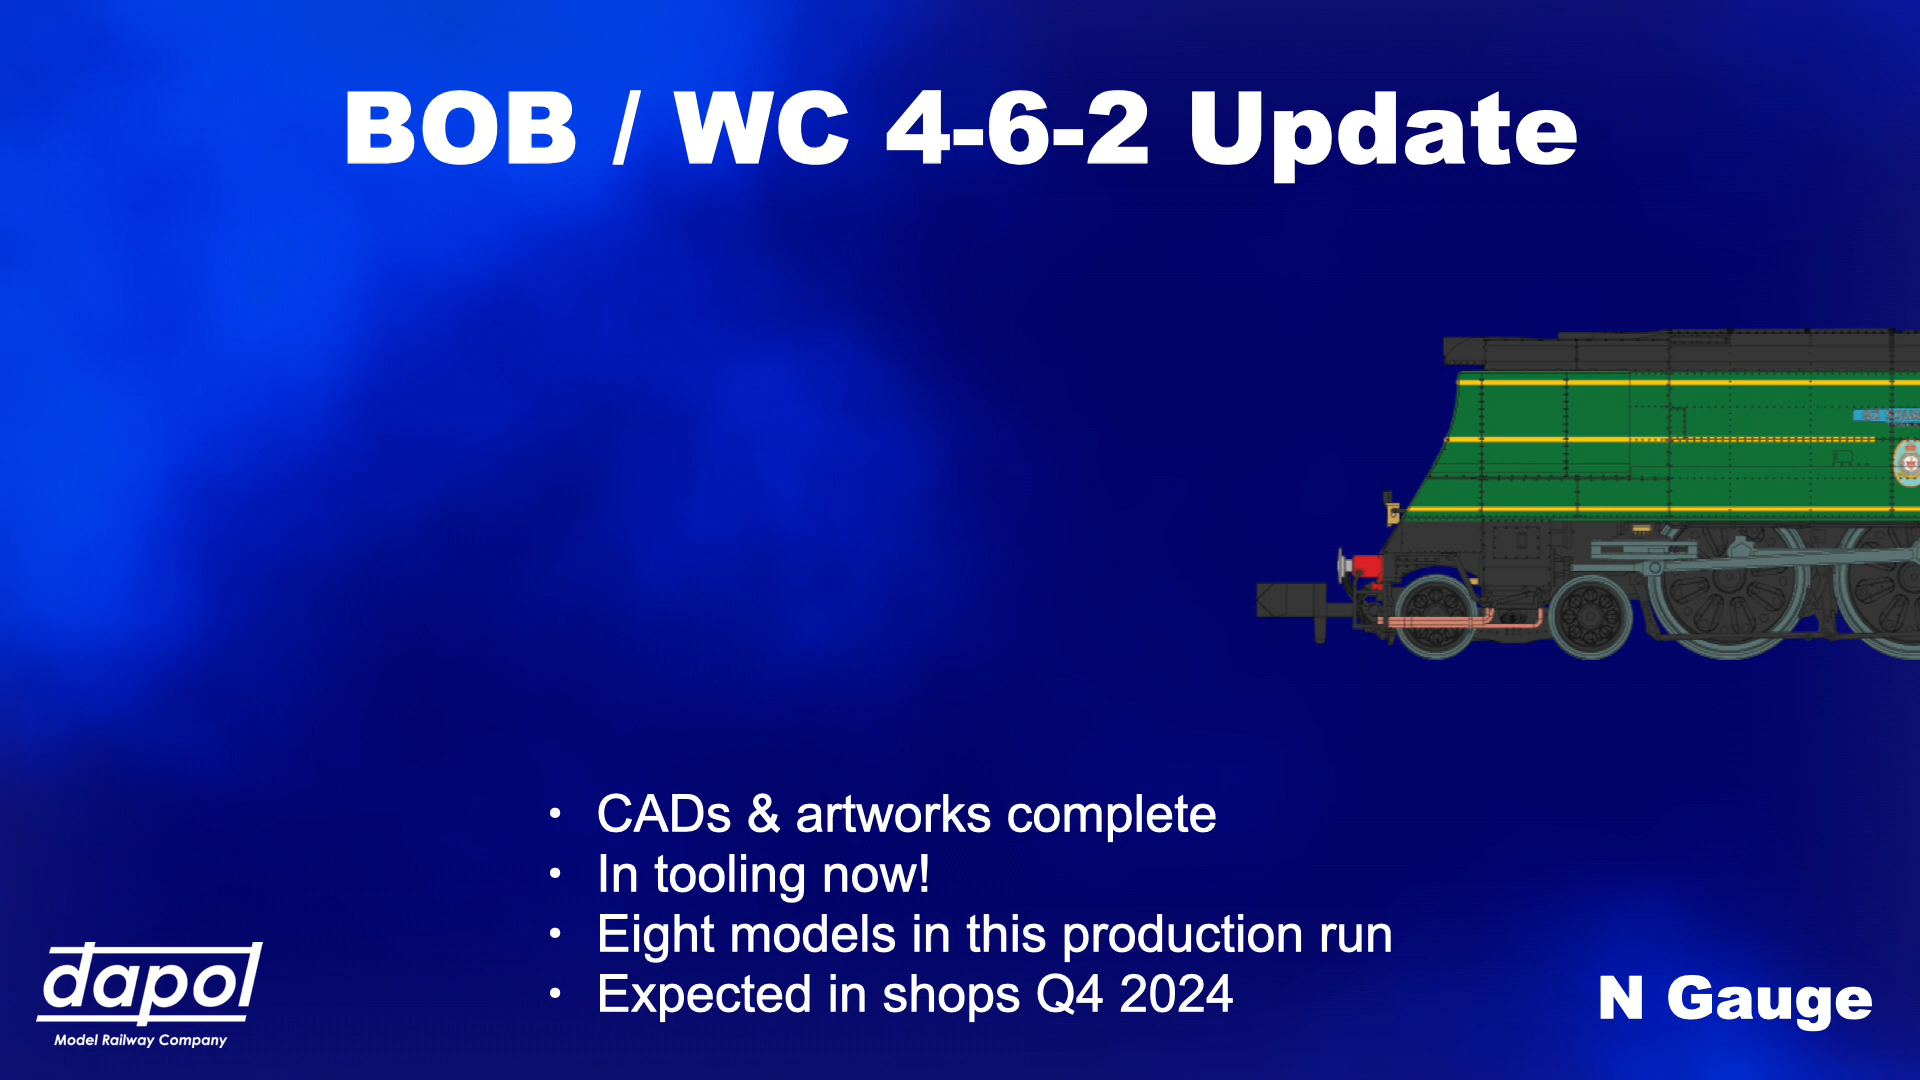 BOB / WC 4-6-2 Update
• CADs & artworks complete
• In tooling now!
• Eight models in this production run
• Expected in shops Q4 2024
dapol
Model Railway Company
N Gauge